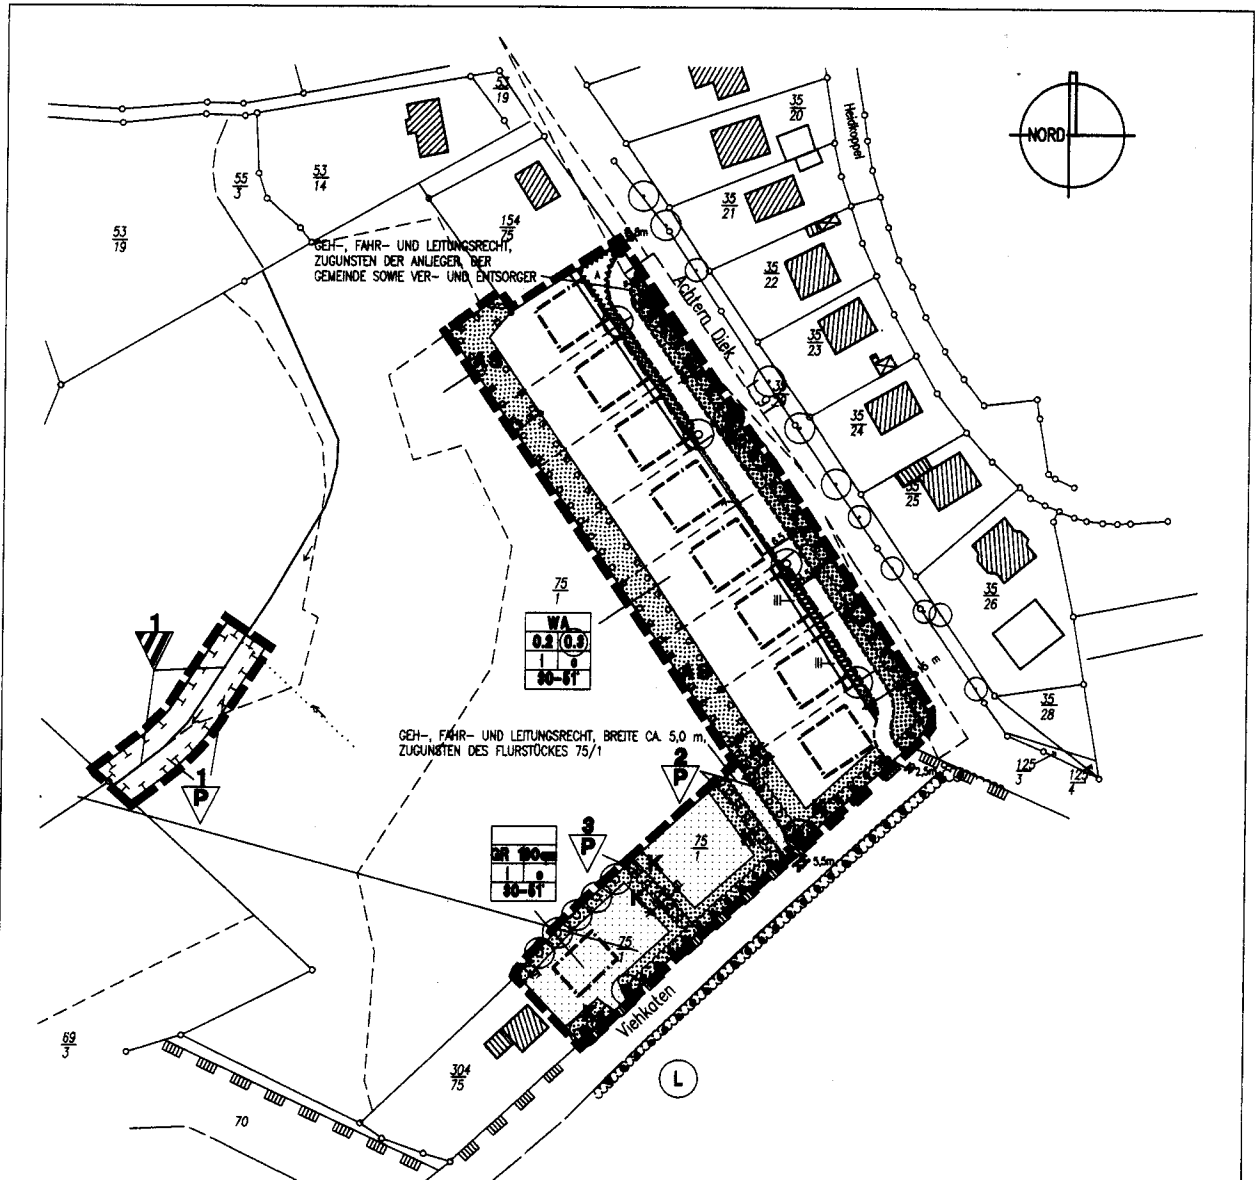 53
19
35
20
Heidkoppel
NORD
55
3
53
14
35
21
53
19
154
75
GEH-, FAHR- UND LEITUNGSRECHT,
ZUGUNSTEN DER ANLIEGER, DER
GEMEINDE SOWIE VER- UND ENTSORGER
A
35
22
Achtern Diek
35
23
35
24
35
25
75
1
WA
0.2 0.3
I o
30-51°
35
26
1
35
28
GEH-, FAHR- UND LEITUNGSRECHT, BREITE CA. 5,0 m,
ZUGUNSTEN DES FLURSTÜCKES 75/1
125
3
125
4
2,5m
2
P
1
P
3
P
75
1
5,5m
I o
30-51°
K
K
75
Viehkaten
69
3
304
75
L
70